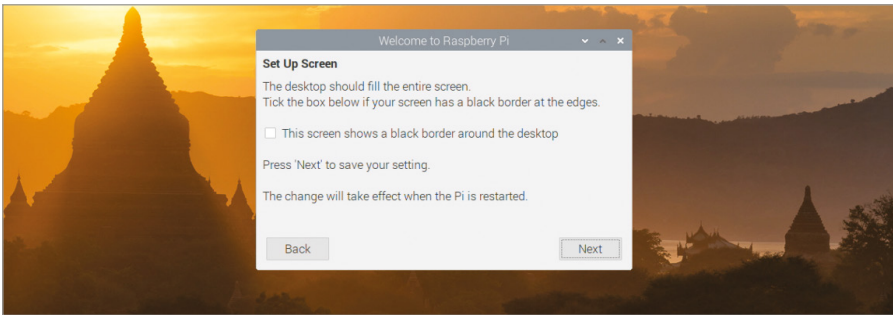 Welcome to Raspberry Pi
Set Up Screen
The desktop should fill the entire screen.
Tick the box below if your screen has a black border at the edges.
This screen shows a black border around the desktop
Press 'Next' to save your setting.
The change will take effect when the Pi is restarted.
Back
Next